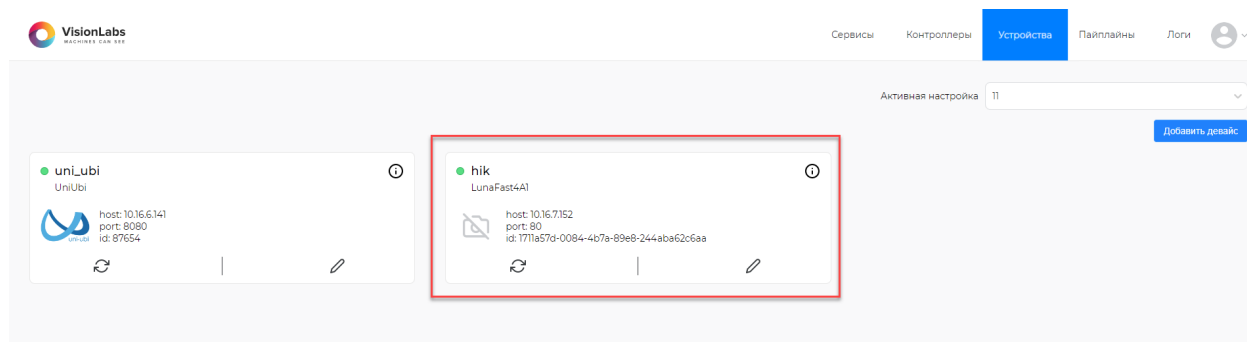 VisionLabs
MACHINES CAN SEE
Сервисы Контроллеры Устройства Пайплайны Логи
Активная настройка 11
Добавить девайс
uni_ubi
UniUbi
host: 10.16.6.141
port: 8080
id: 87654
uni-ubi
hik
LunaFast4A1
host: 10.16.7.152
port: 80
id: 1711a57d-0084-4b7a-89e8-244aba62c6aa